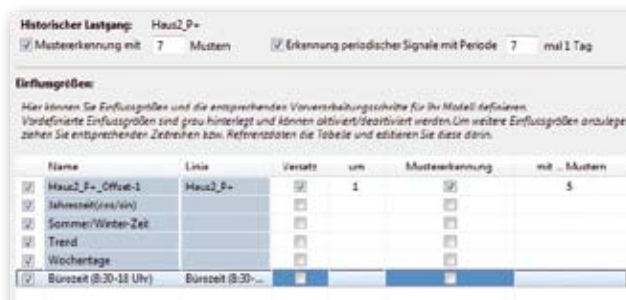 Historischer Lastgang: Haus2_P+
Mustererkennung mit 7 Mustern Erkennung periodischer Signale mit Periode 7 mal 1 Tag
Einflussgrößen:
Hier können Sie Einflussgrößen und die entsprechenden Vorverarbeitungsschritte für Ihr Modell definieren.
Vordefinierte Einflussgrößen sind grau hinterlegt und können aktiviert/deaktiviert werden.Um weitere Einflussgrößen anzulege
ziehen Sie entsprechenden Zeitreihen bzw. Referenzdaten die Tabelle und editieren Sie diese darin.
Name Linie Versatz um Mustererkennung mit ... Mustern
Haus2_P+_Offset-1 Haus2_P+ 1 5
Jahreszeit(cos/sin)
Sommer/Winter-Zeit
Trend
Wochentage
Bürozeit (8:30-18 Uhr) Bürozeit (8:30-...